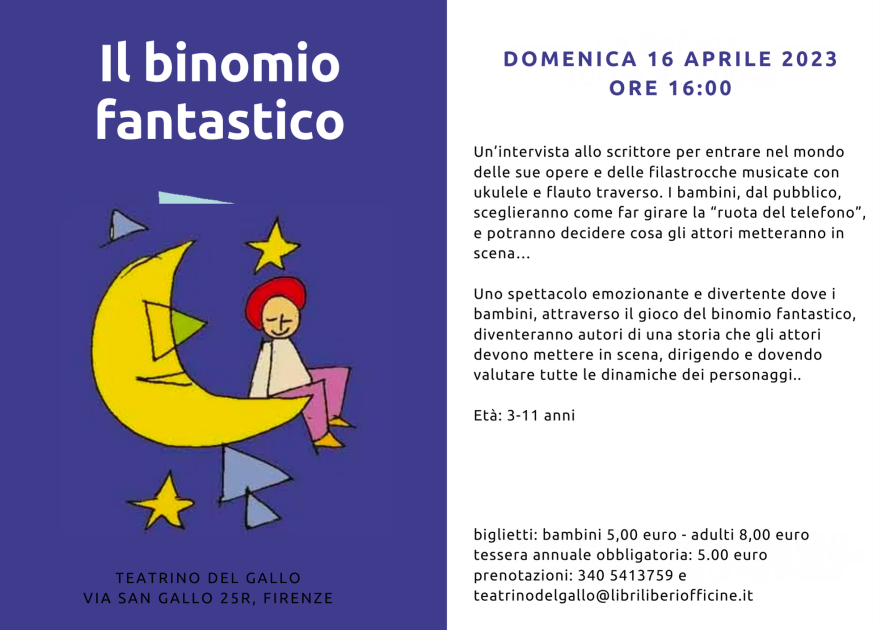 Il binomio
fantastico
TEATRINO DEL GALLO
VIA SAN GALLO 25R, FIRENZE
DOMENICA 16 APRILE 2023
ORE 16:00
Un’intervista allo scrittore per entrare nel mondo
delle sue opere e delle filastrocche musicate con
ukulele e flauto traverso. I bambini, dal pubblico,
sceglieranno come far girare la “ruota del telefono”,
e potranno decidere cosa gli attori metteranno in
scena...
Uno spettacolo emozionante e divertente dove i
bambini, attraverso il gioco del binomio fantastico,
diventeranno autori di una storia che gli attori
devono mettere in scena, dirigendo e dovendo
valutare tutte le dinamiche dei personaggi..
Età: 3-11 anni
biglietti: bambini 5,00 euro - adulti 8,00 euro
tessera annuale obbligatoria: 5.00 euro
prenotazioni: 340 5413759 e
teatrinodelgallo@libriliberiofficine.it